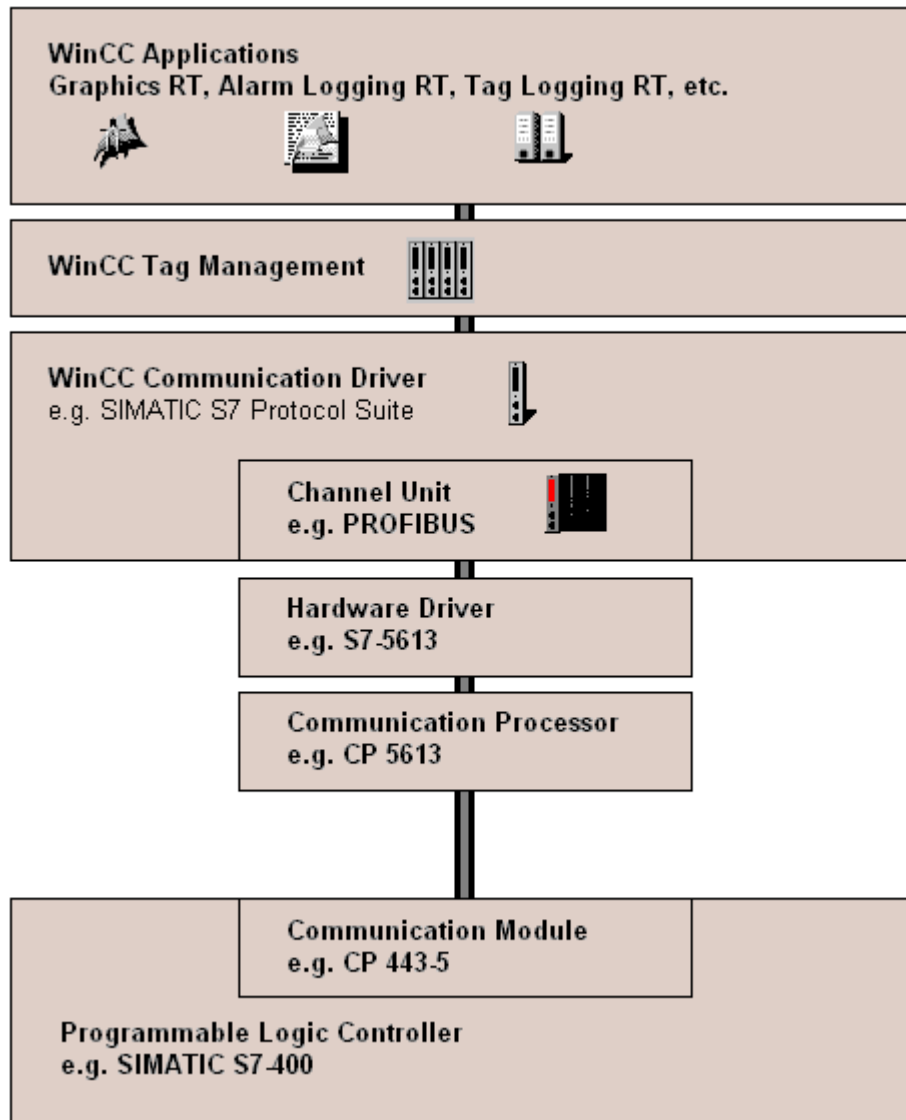 WinCC Applications
Graphics RT, Alarm Logging RT, Tag Logging RT, etc.
WinCC Tag Management
WinCC Communication Driver
e.g. SIMATIC S7 Protocol Suite
Channel Unit
e.g. PROFIBUS
Hardware Driver
e.g. S7-5613
Communication Processor
e.g. CP 5613
Communication Module
e.g. CP 443-5
Programmable Logic Controller
e.g. SIMATIC S7-400